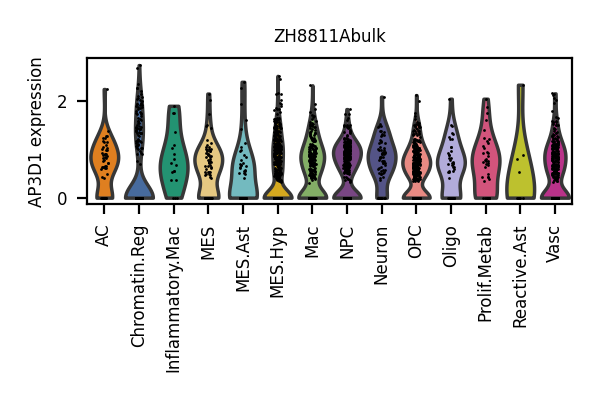 ZH8811Abulk
AP3D1 expression
2
0
AC
Chromatin.Reg
Inflammatory.Mac
MES
MES.Ast
MES.Hyp
Mac
NPC
Neuron
OPC
Oligo
Prolif.Metab
Reactive.Ast
Vasc